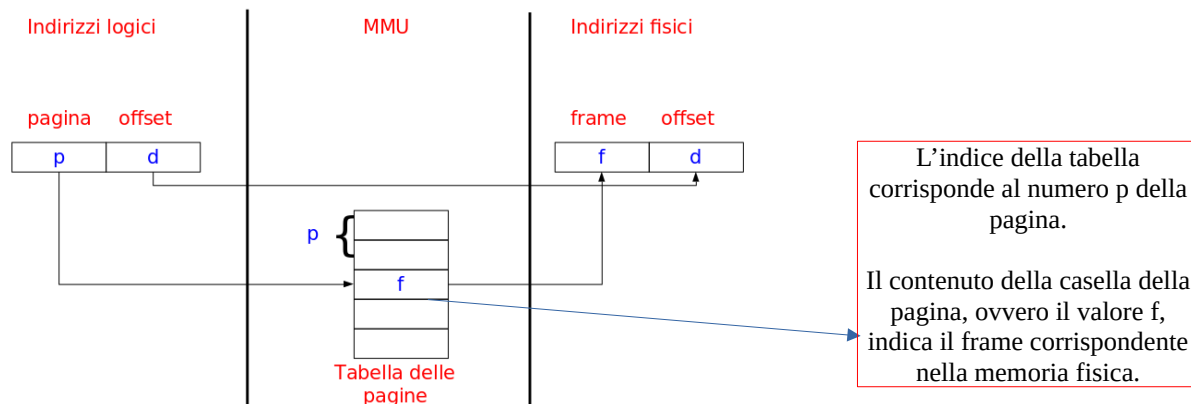 Indirizzi logici
MMU
Indirizzi fisici
pagina offset
frame offset
p d
f d
p
{
f
Tabella delle
pagine
L’indice della tabella
corrisponde al numero p della
pagina.
Il contenuto della casella della
pagina, ovvero il valore f,
indica il frame corrispondente
nella memoria fisica.